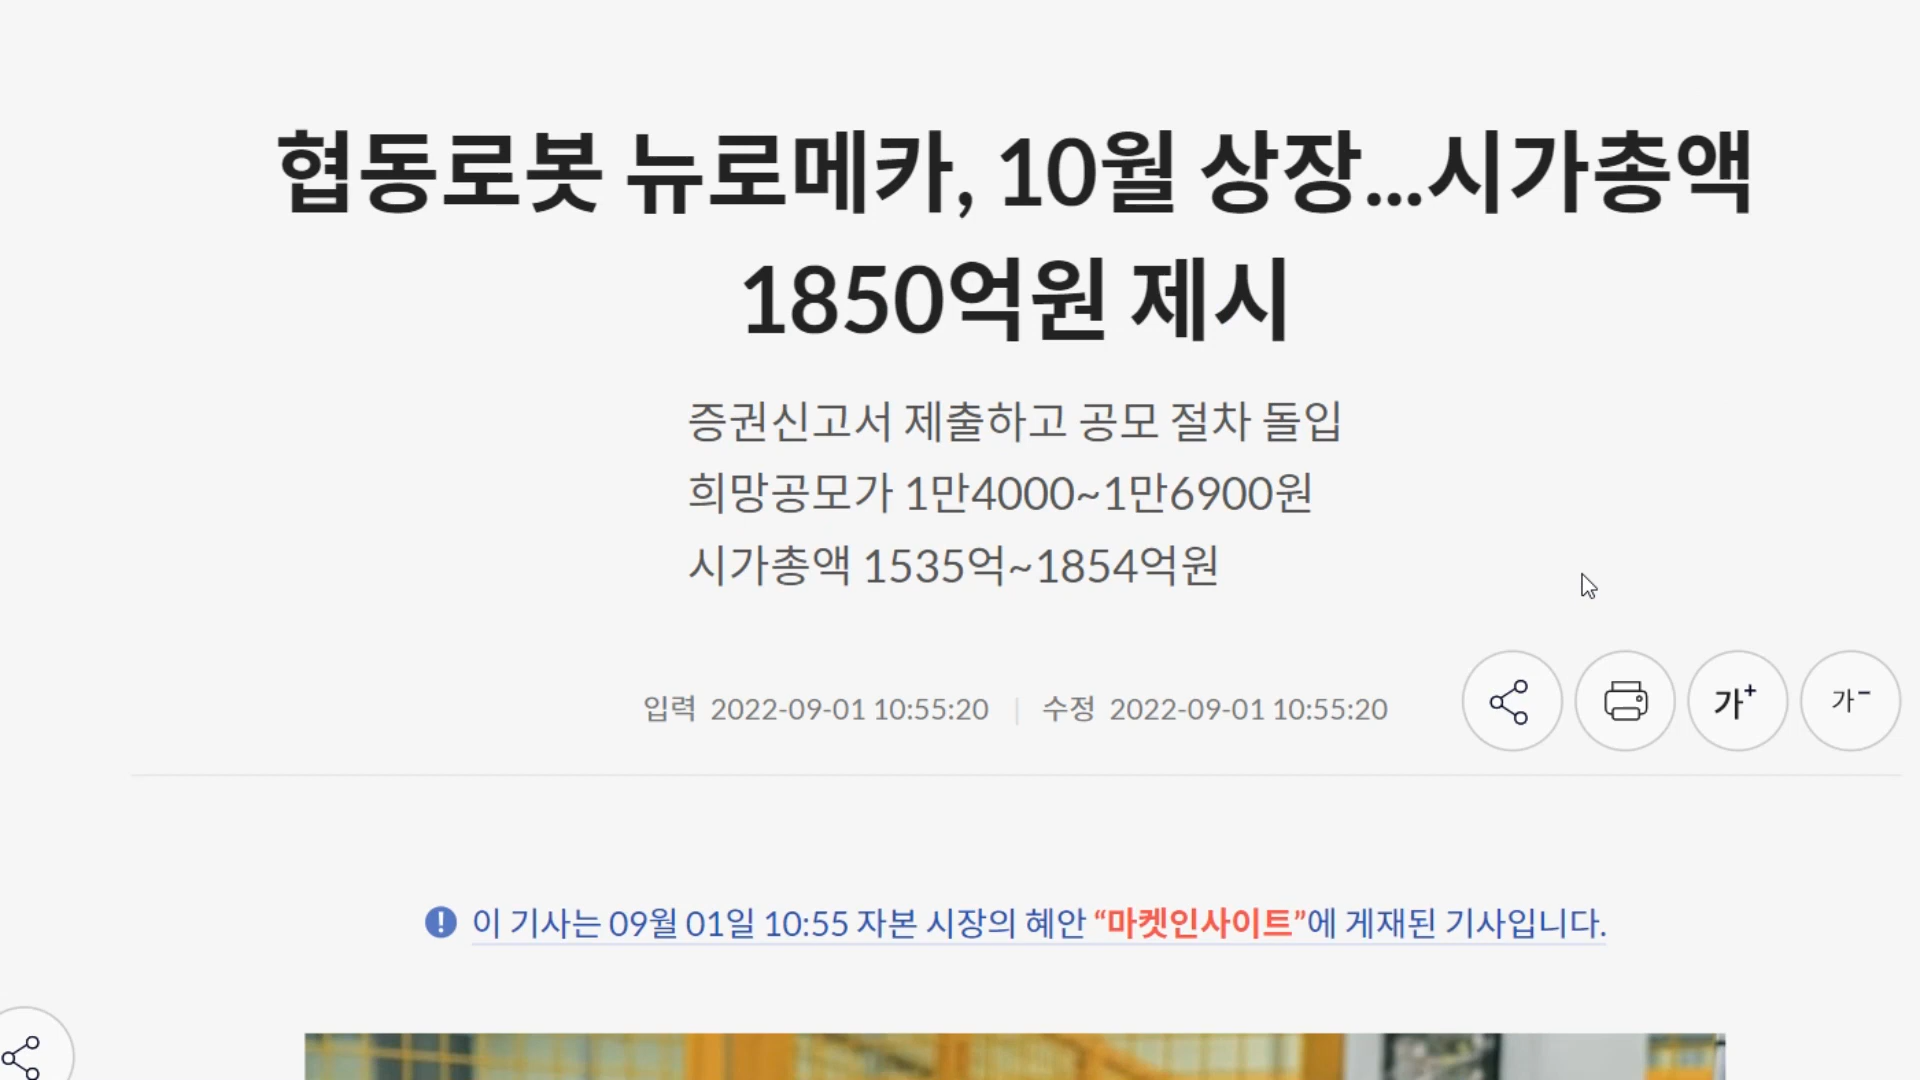 협동로봇 뉴로메카, 10월 상장...시가총액
1850억원 제시
증권신고서 제출하고 공모 절차 돌입
희망공모가 1만4000~1만6900원
시가총액 1535억~1854억원
입력 2022-09-01 10:55:20 | 수정 2022-09-01 10:55:20
가+
가-
이 기사는 09월 01일 10:55 자본 시장의 혜안 “마켓인사이트”에 게재된 기사입니다.